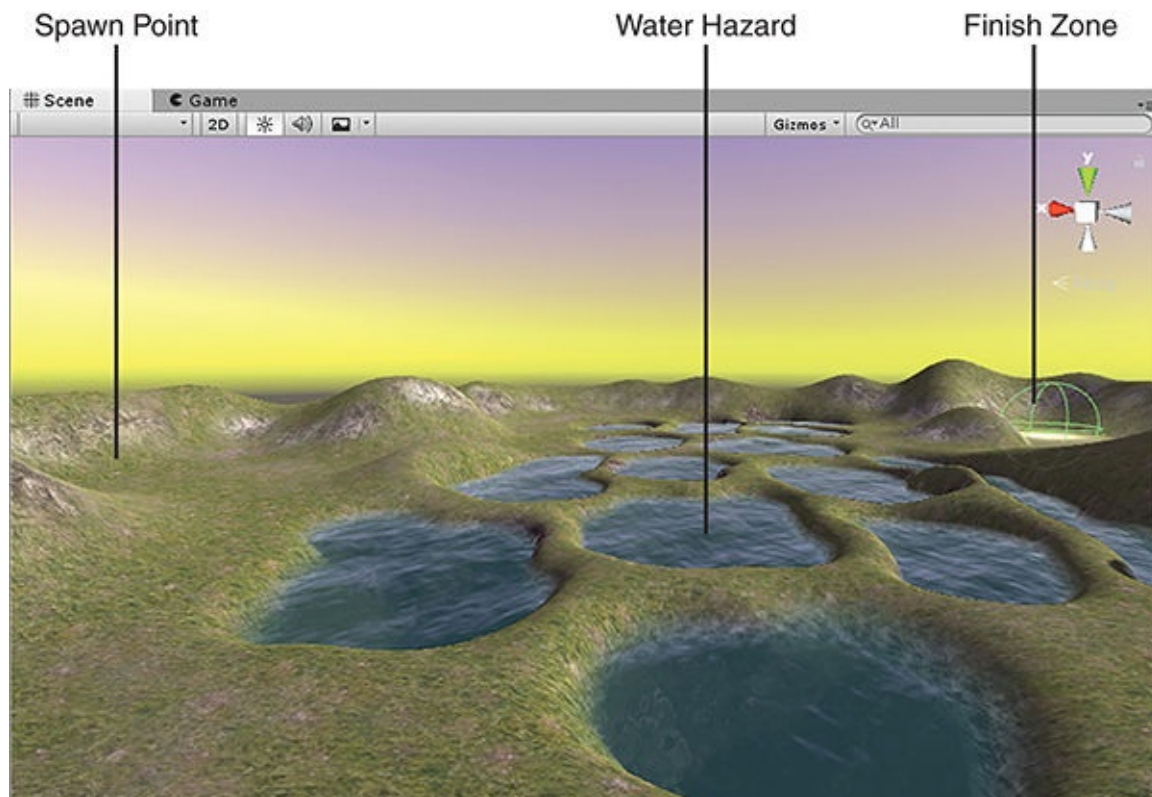 Spawn Point
Water Hazard
Finish Zone
Scene
Game
2D
Gizmos
All
y
x